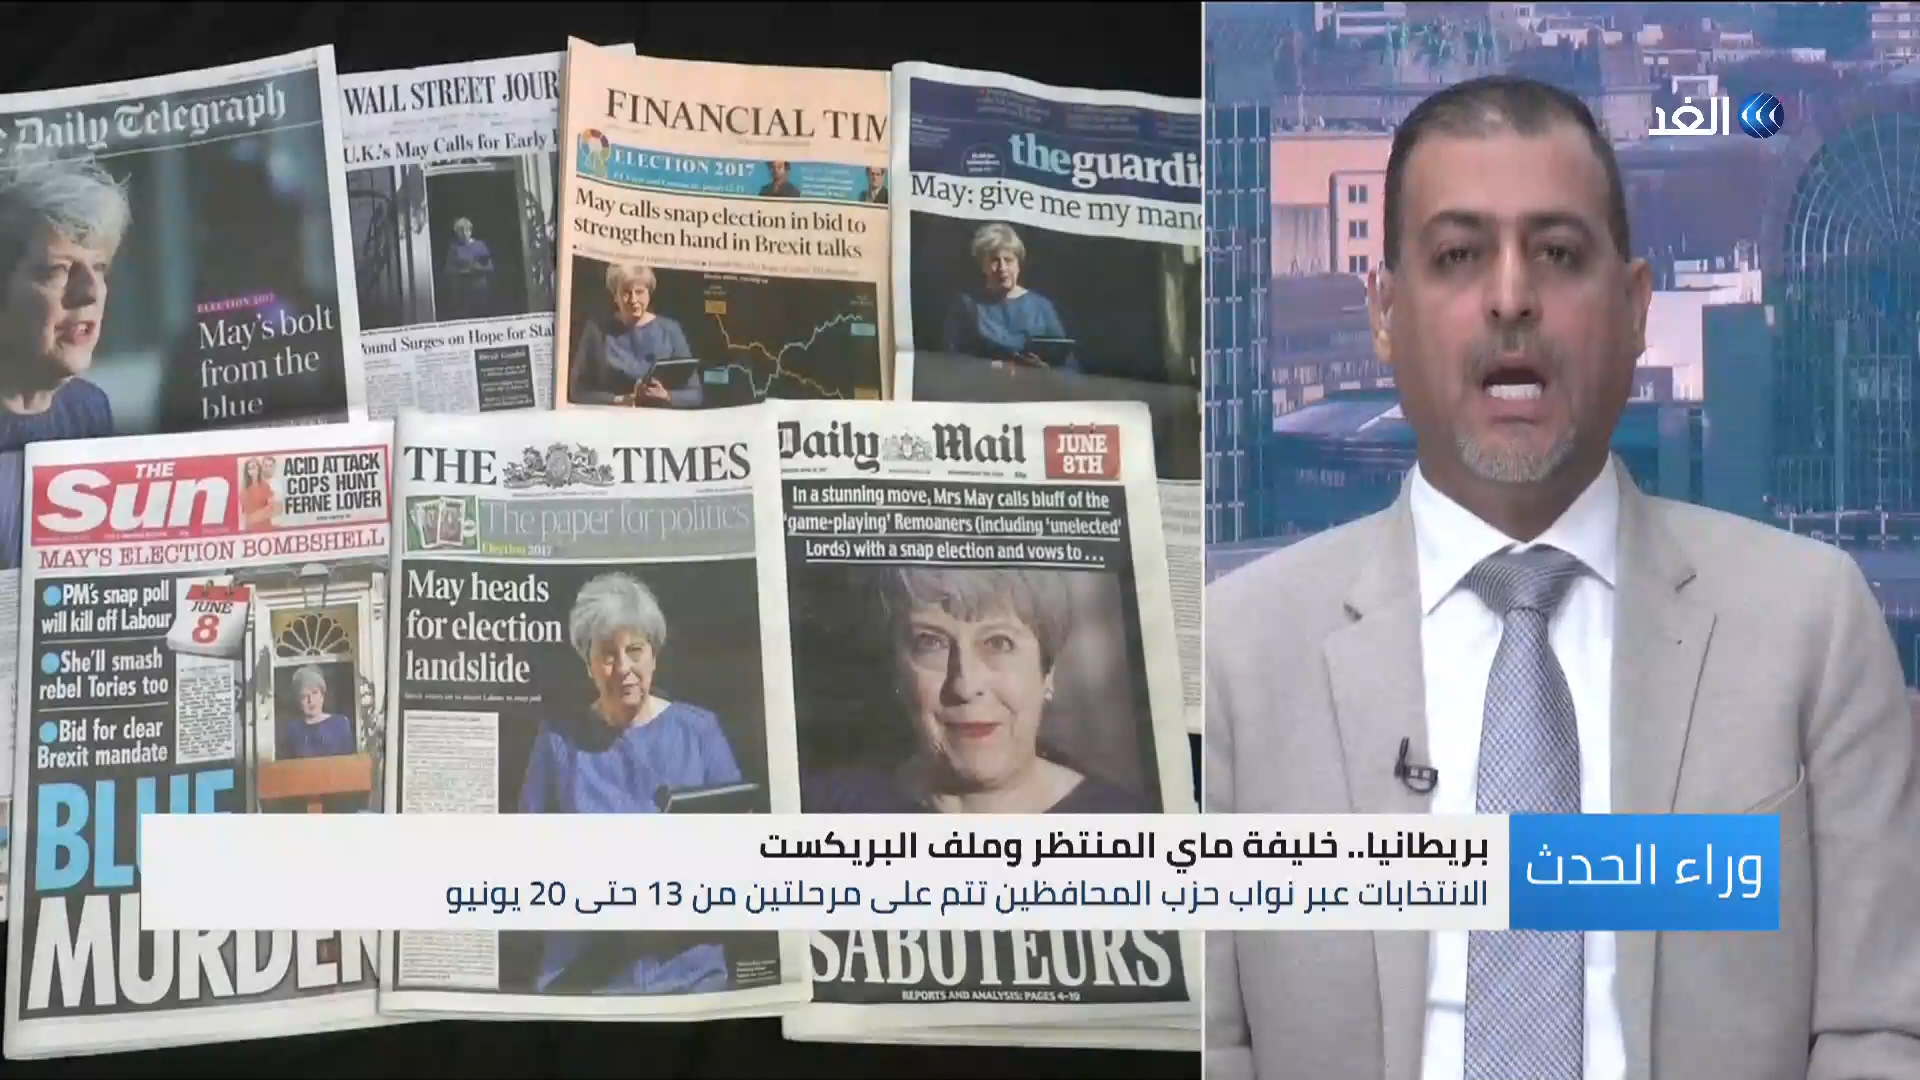 e Daily Telegraph
ELECTION 2017
May's bolt
from the
blue
WALL STREET JOUR
U.K.'s May Calls for Early
Pound Surges on Hope for Sta
FINANCIAL TIM
ELECTION 2017
May calls snap election in bid to
strengthen hand in Brexit talks
theguardi
May: give me my man
THE
Sun
ACID ATTACK
COPS HUNT
FERNE LOVER
MAY'S ELECTION BOMBSHELL
PM's snap poll
will kill off Labour
She'll smash
rebel Tories too
Bid for clear
Brexit mandate
JUNE
8
BLUE
MURDER
THE TIMES
The paper for politics
Election 2017
May heads
for election
landslide
Daily Mail
JUNE
8TH
In a stunning move, Mrs May calls bluff of the
'game-playing' Remoaners (including 'unelected'
Lords) with a snap election and vows to ...
SABOTEURS
REPORTS AND ANALYSIS: PAGES 4-10
الغد
وراء الحدث
بريطانيا.. خليفة ماي المنتظر وملف البريكست
الانتخابات عبر نواب حزب المحافظين تتم على مرحلتين من 13 حتى 20 يونيو